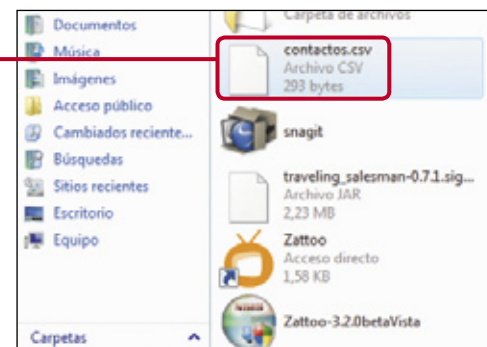 Documentos
Música
Imágenes
Acceso público
Cambiados reciente...
Búsquedas
Sitios recientes
Escritorio
Equipo
Carpetas
Carpeta de archivos
contactos.csv
Archivo CSV
293 bytes
snagit
traveling_salesman-0.7.1.sig...
Archivo JAR
2,23 MB
Zattoo
Acceso directo
1,58 KB
Zattoo-3.2.0betaVista